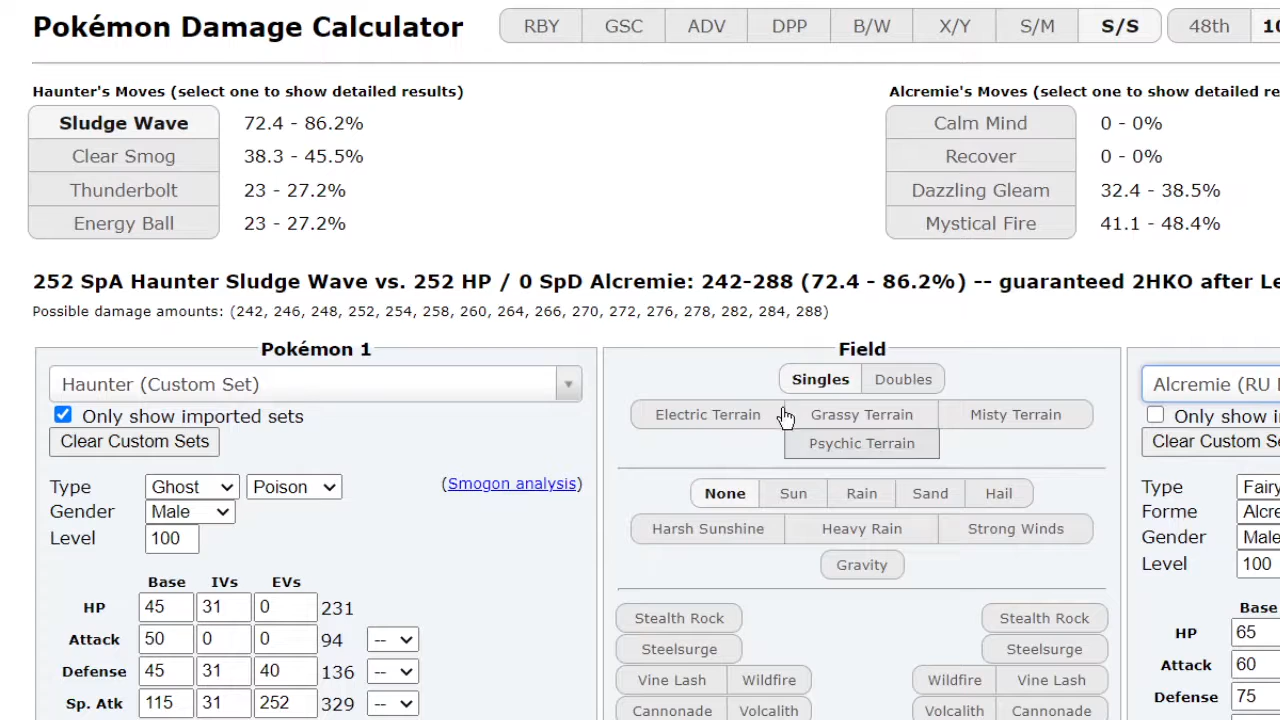 Pokémon Damage Calculator
RBY GSC ADV DPP B/W X/Y S/M S/S 48th
Haunter's Moves (select one to show detailed results)
Sludge Wave 72.4 - 86.2%
Clear Smog 38.3 - 45.5%
Thunderbolt 23 - 27.2%
Energy Ball 23 - 27.2%
Alcremie's Moves (select one to show detailed re
Calm Mind 0 - 0%
Recover 0 - 0%
Dazzling Gleam 32.4 - 38.5%
Mystical Fire 41.1 - 48.4%
252 SpA Haunter Sludge Wave vs. 252 HP / 0 SpD Alcremie: 242-288 (72.4 - 86.2%) -- guaranteed 2HKO after Le
Possible damage amounts: (242, 246, 248, 252, 254, 258, 260, 264, 266, 270, 272, 276, 278, 282, 284, 288)
Pokémon 1
Haunter (Custom Set)
Only show imported sets
Clear Custom Sets
Type Ghost Poison (Smogon analysis)
Gender Male
Level 100
Base IVs EVs
HP 45 31 0 231
Attack 50 0 0 94 --
Defense 45 31 40 136 --
Sp. Atk 115 31 252 329 --
Field
Singles Doubles
Electric Terrain Grassy Terrain Misty Terrain
Psychic Terrain
None Sun Rain Sand Hail
Harsh Sunshine Heavy Rain Strong Winds
Gravity
Stealth Rock Stealth Rock
Steelsurge Steelsurge
Vine Lash Wildfire Wildfire Vine Lash
Cannonade Volcalith Volcalith Cannonade
Alcremie (RU
Only show i
Clear Custom Se
Type Fairy
Forme Alcre
Gender Male
Level 100
Base
HP 65
Attack 60
Defense 75